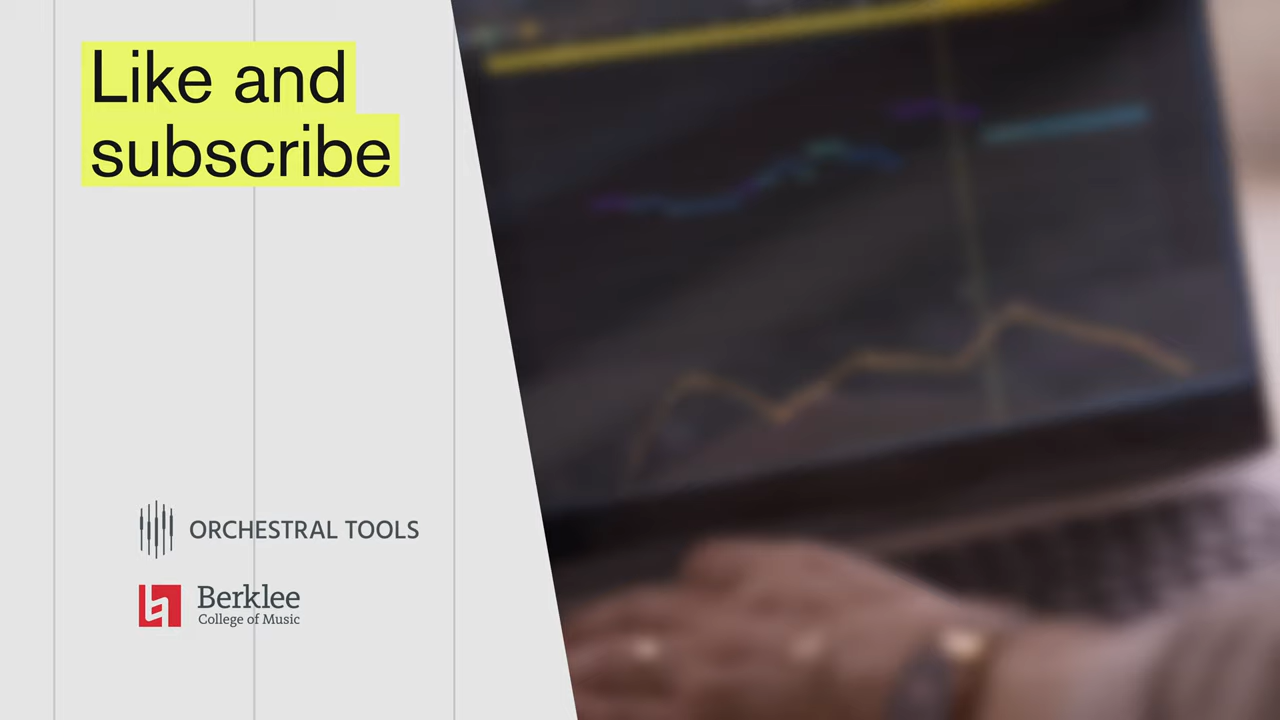 Like and
subscribe
ORCHESTRAL TOOLS
Berklee
College of Music